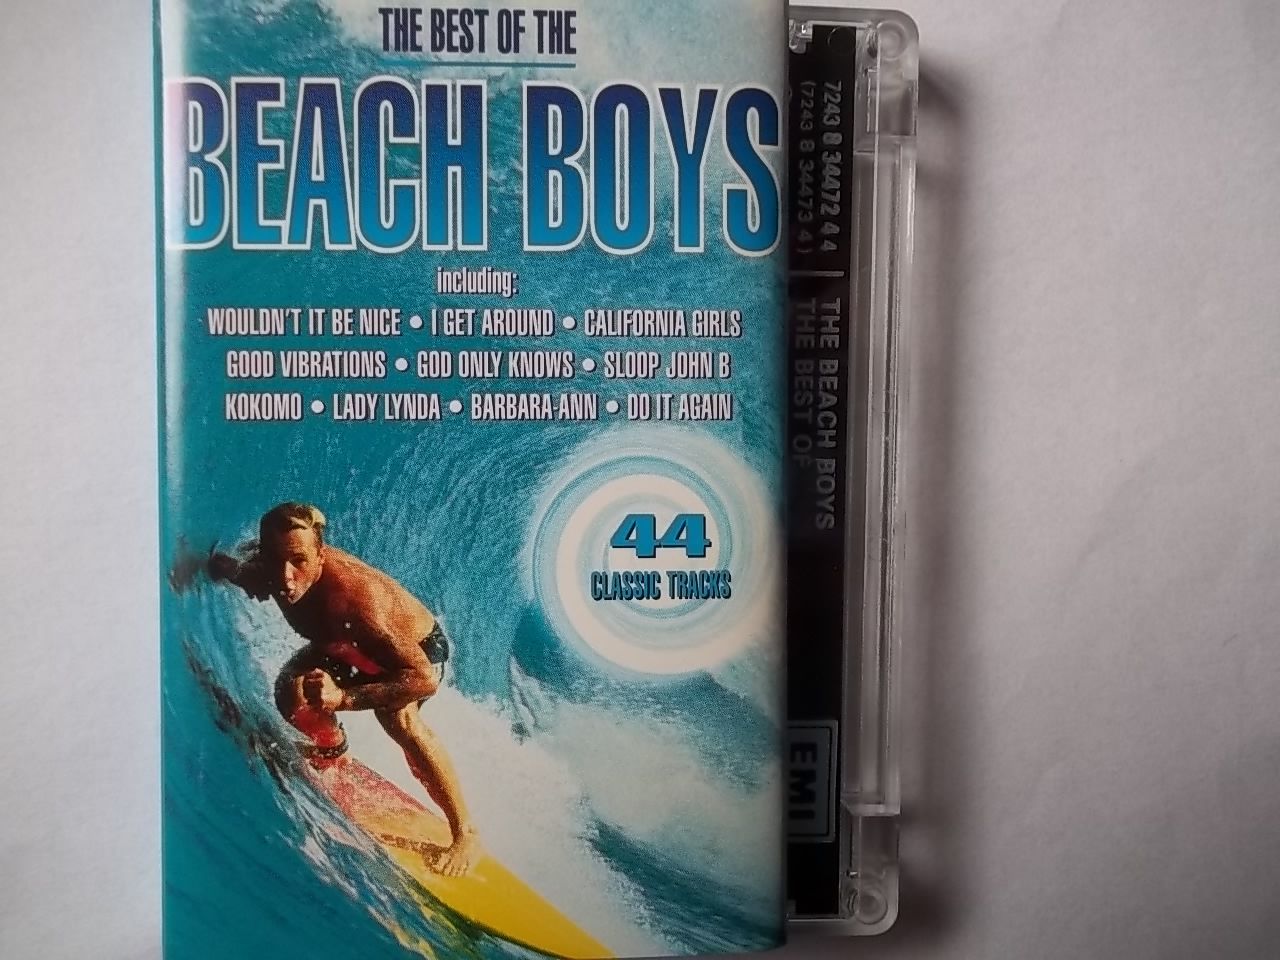 THE BEST OF THE
BEACH BOYS
including:
WOULDN'T IT BE NICE • I GET AROUND • CALIFORNIA GIRLS
GOOD VIBRATIONS • GOD ONLY KNOWS • SLOOP JOHN B
KOKOMO • LADY LYNDA • BARBARA-ANN • DO IT AGAIN
44
CLASSIC TRACKS
7243 8 34472 4 4
(7243 8 34473 4 )
THE BEACH BOYS
THE BEST OF
EMI